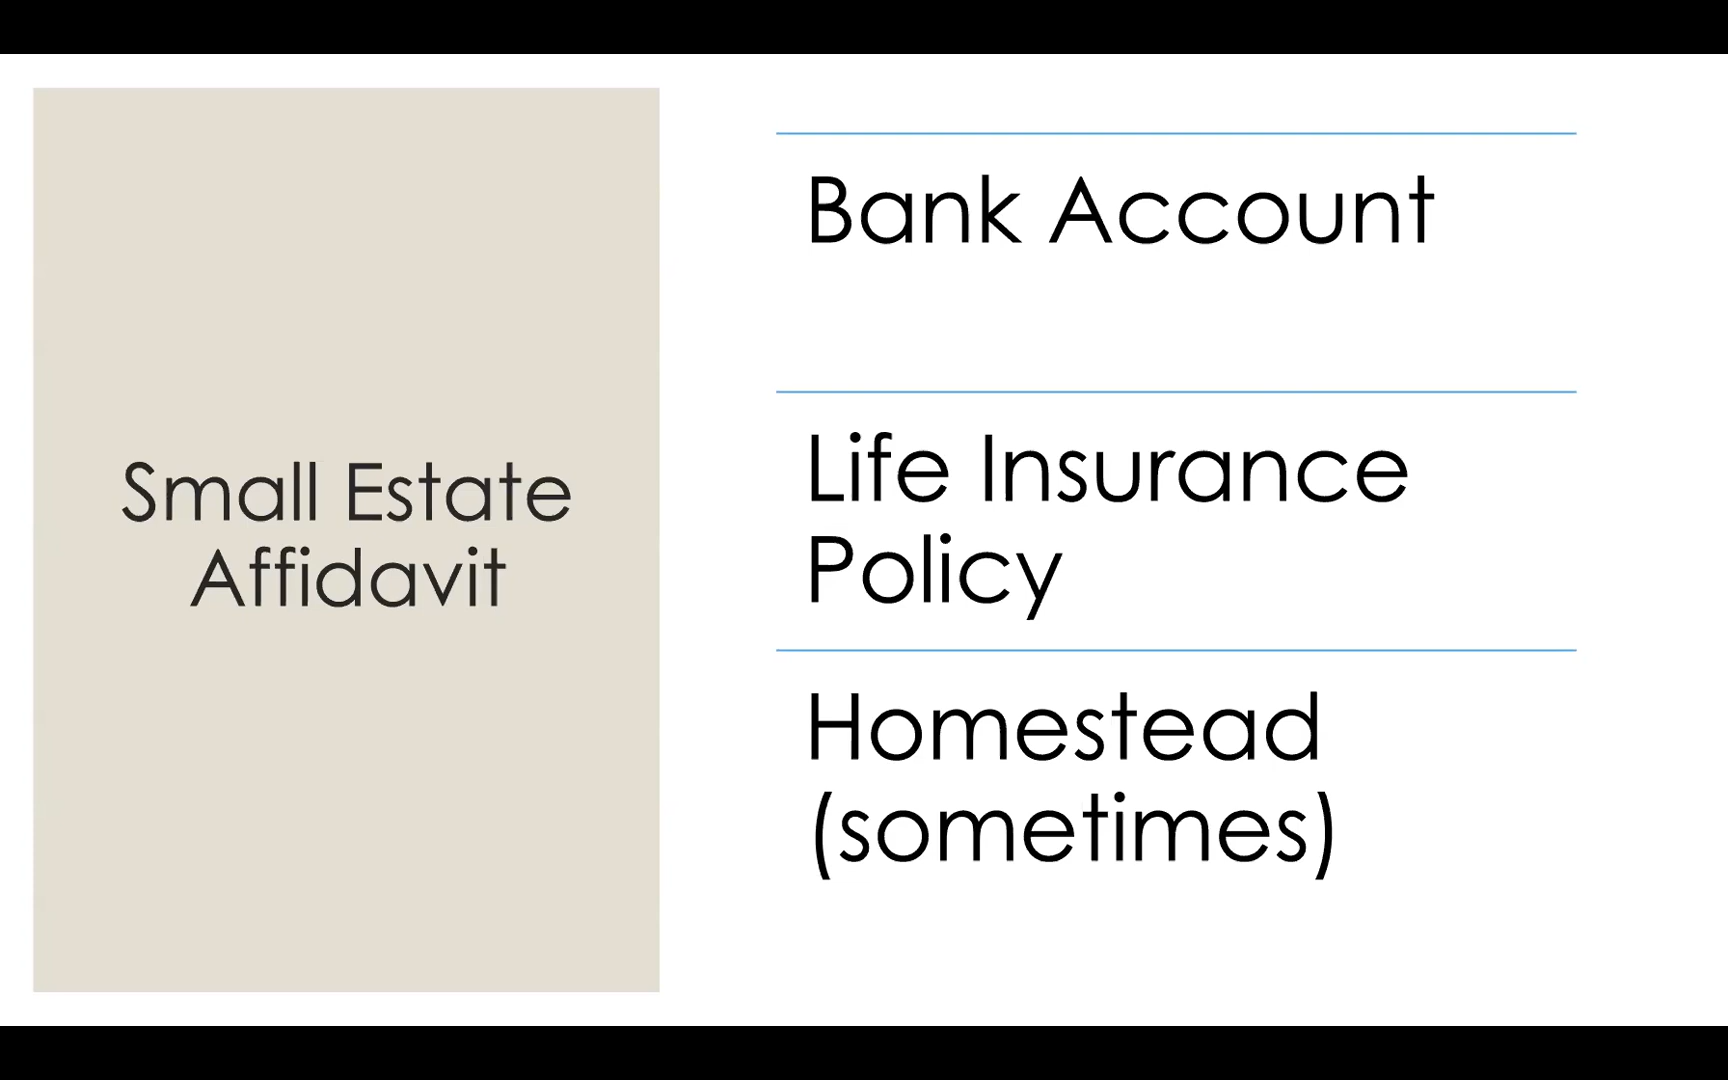 Small Estate
Affidavit
Bank Account
Life Insurance
Policy
Homestead
(sometimes)